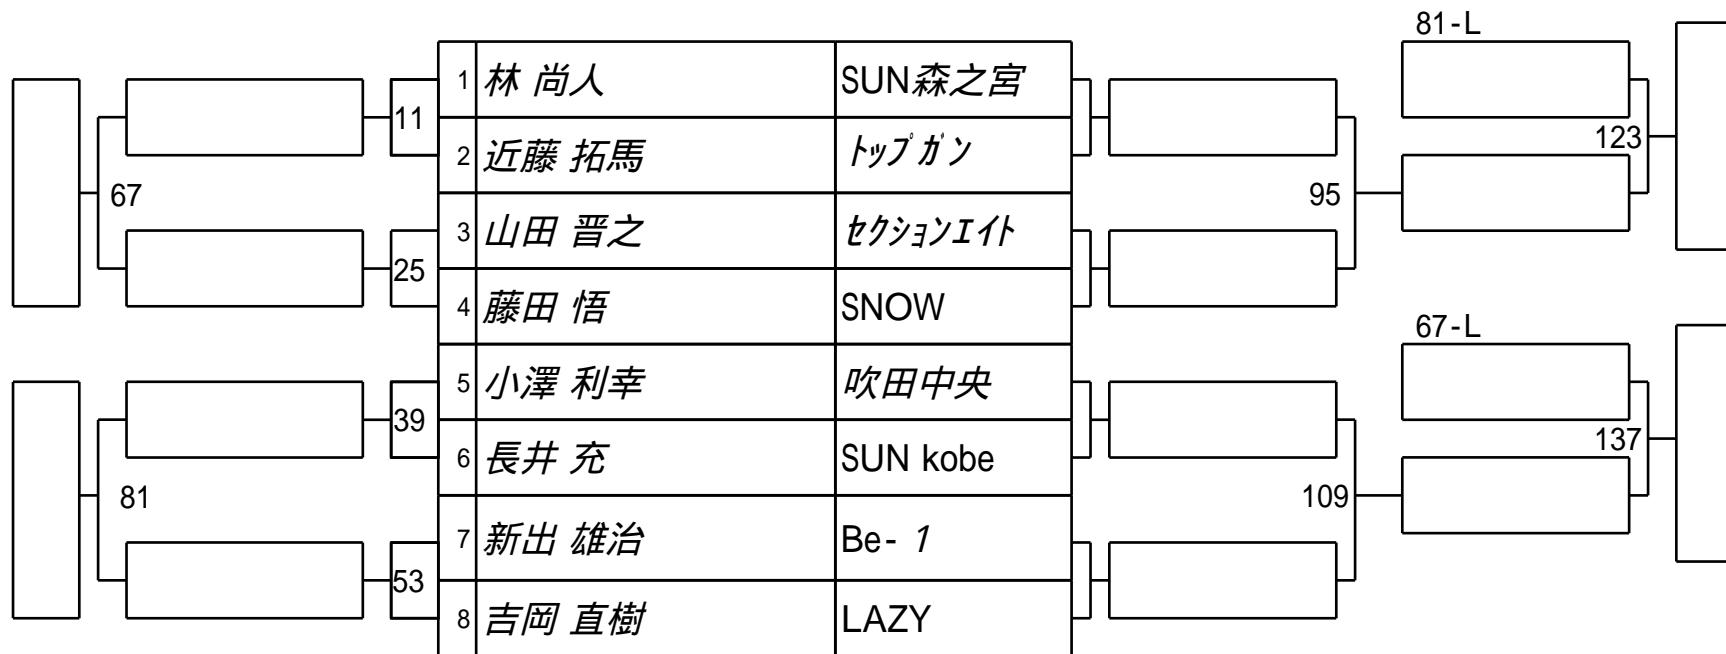 81-L
1 林 尚人 SUN森之宮
11
2 近藤 拓馬 ﾄｯﾌﾟｶﾞﾝ
123
67
95
3 山田 晋之 ｾｸｼｮﾝｴｲﾄ
25
4 藤田 悟 SNOW
67-L
5 小澤 利幸 吹田中央
39
137
6 長井 充 SUN kobe
81
109
7 新出 雄治 Be- 1
53
8 吉岡 直樹 LAZY